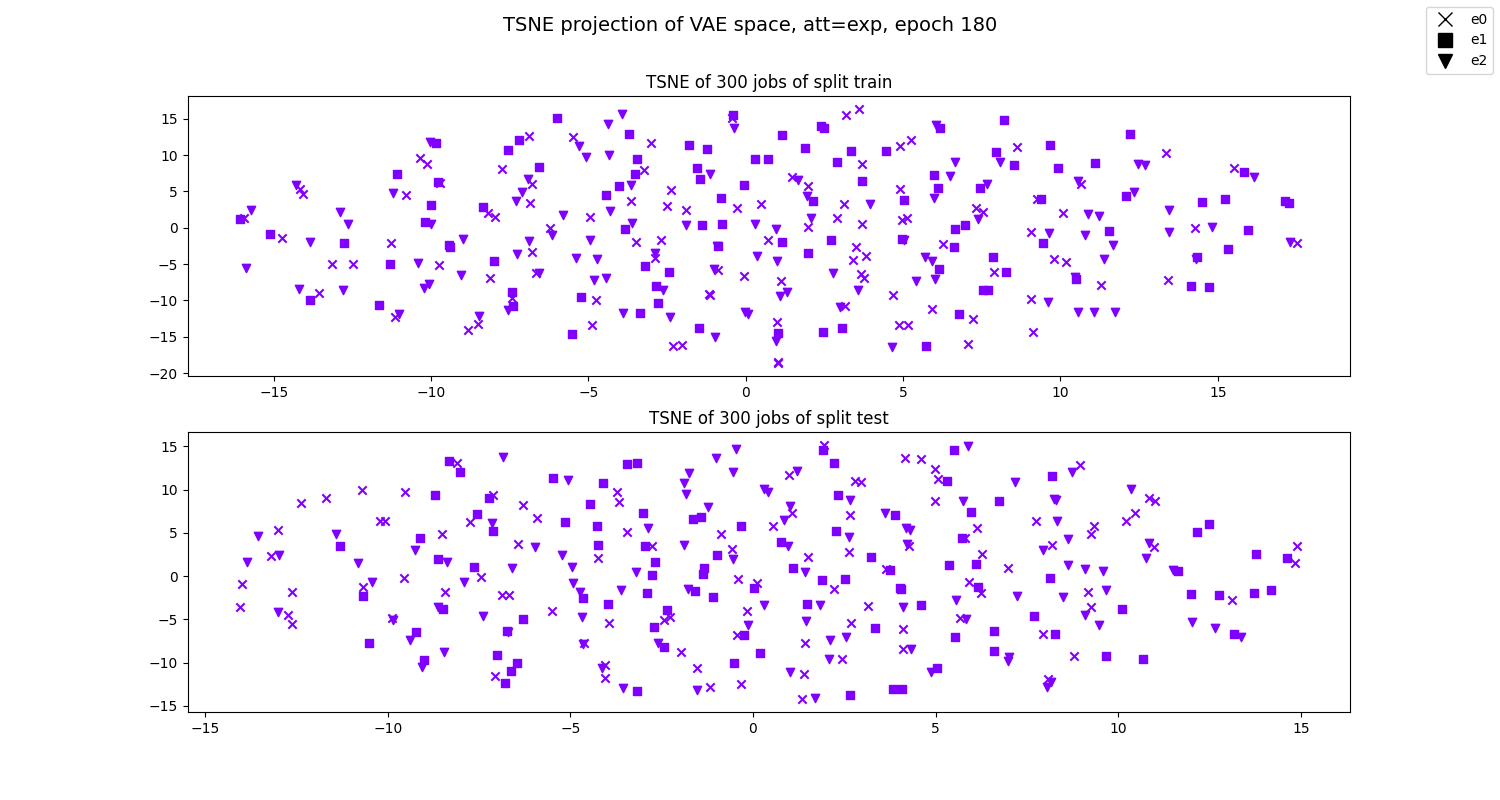 TSNE projection of VAE space, att=exp, epoch 180
e0
e1
e2
TSNE of 300 jobs of split train
15
10
5
0
−5
−10
−15
−20
−15 −10 −5 0 5 10 15
TSNE of 300 jobs of split test
15
10
5
0
−5
−10
−15
−15 −10 −5 0 5 10 15